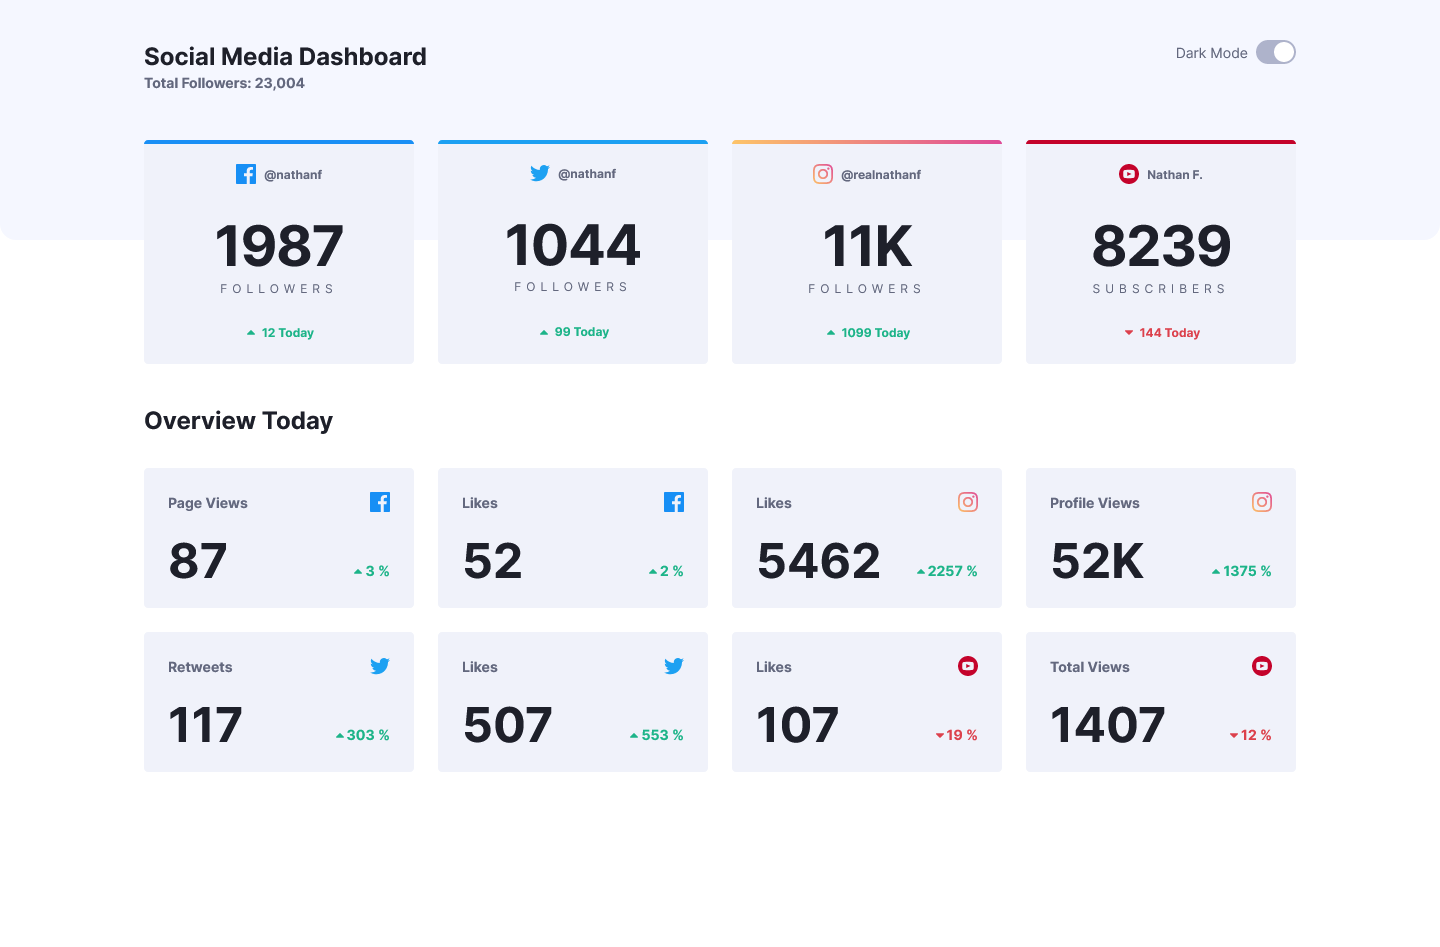 Social Media Dashboard
Total Followers: 23,004
Dark Mode
@nathanf
1987
FOLLOWERS
12 Today
@nathanf
1044
FOLLOWERS
99 Today
@realnathanf
11K
FOLLOWERS
1099 Today
Nathan F.
8239
SUBSCRIBERS
144 Today
Overview Today
Page Views
87
3 %
Likes
52
2 %
Likes
5462
2257 %
Profile Views
52K
1375 %
Retweets
117
303 %
Likes
507
553 %
Likes
107
19 %
Total Views
1407
12 %